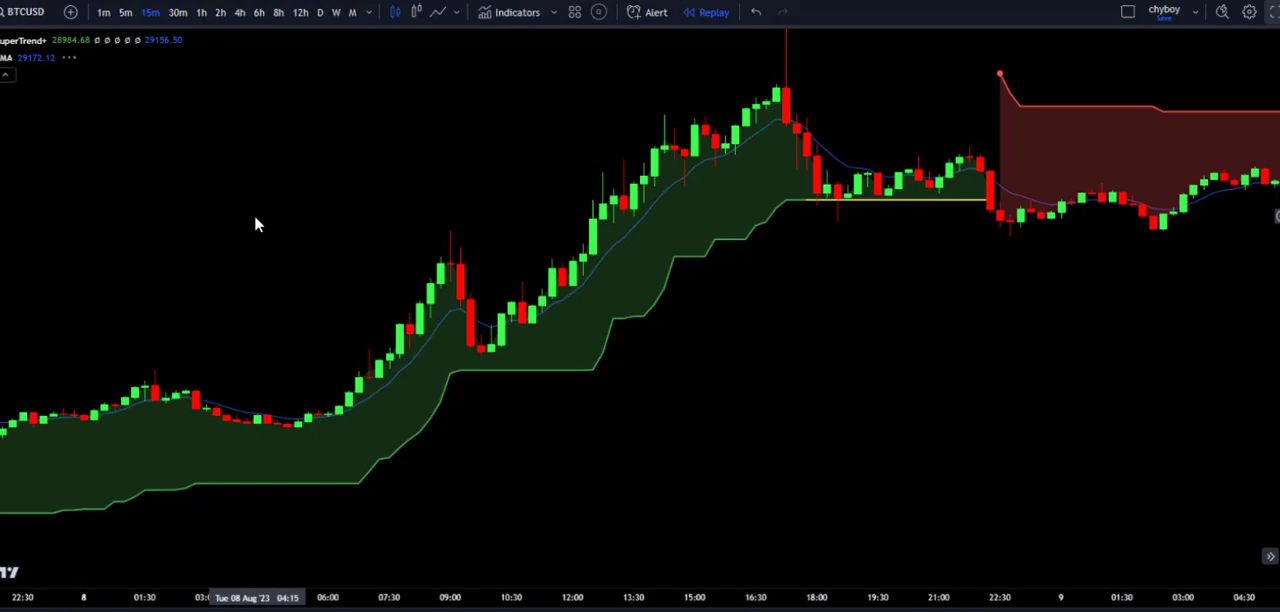 BTCUSD 1m 5m 15m 30m 1h 2h 4h 6h 8h 12h D W M Indicators Alert Replay chyboy
Save
uperTrend+ 28984.68 ø ø ø ø ø 29156.50
MA 29172.12
22:30 8 01:30 03:0 Tue 08 Aug '23 04:15 06:00 07:30 09:00 10:30 12:00 13:30 15:00 16:30 18:00 19:30 21:00 22:30 9 01:30 03:00 04:30